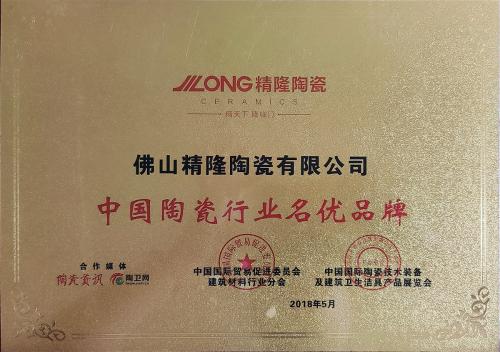 JLONG精隆陶瓷
CERAMICS
佛山精隆陶瓷有限公司
中国陶瓷行业名优品牌
合作媒体
陶瓷资讯 陶卫网
中国国际贸易促进委员会
建筑材料行业分会
中国国际陶瓷技术装备
及建筑卫生洁具产品展览会
2018年5月